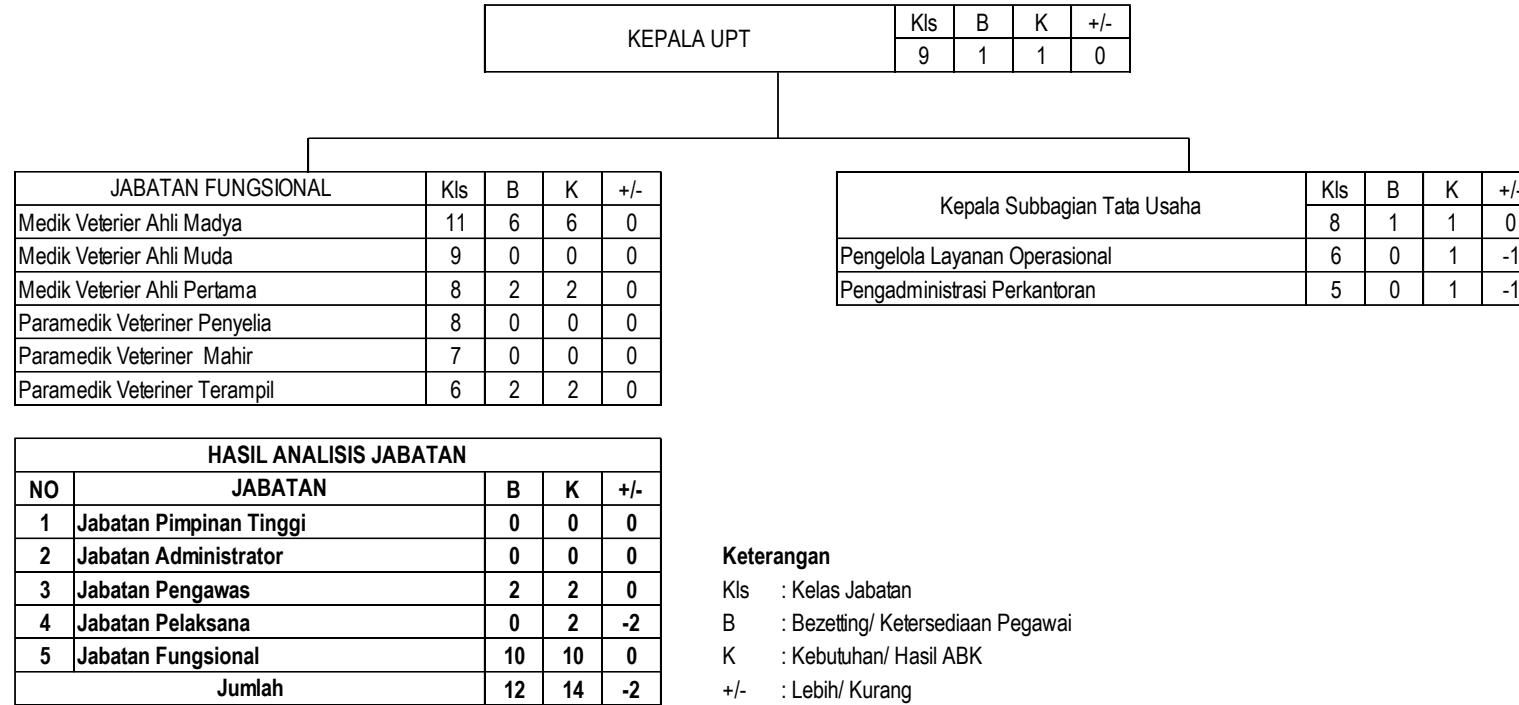 KEPALA UPT Kls B K +/-
9 1 1 0
JABATAN FUNGSIONAL Kls B K +/-
Medik Veterier Ahli Madya 11 6 6 0
Medik Veterier Ahli Muda 9 0 0 0
Medik Veterier Ahli Pertama 8 2 2 0
Paramedik Veteriner Penyelia 8 0 0 0
Paramedik Veteriner Mahir 7 0 0 0
Paramedik Veteriner Terampil 6 2 2 0
Kepala Subbagian Tata Usaha Kls B K +/-
8 1 1 0
Pengelola Layanan Operasional 6 0 1 -1
Pengadministrasi Perkantoran 5 0 1 -1
HASIL ANALISIS JABATAN
NO JABATAN B K +/-
1 Jabatan Pimpinan Tinggi 0 0 0
2 Jabatan Administrator 0 0 0
3 Jabatan Pengawas 2 2 0
4 Jabatan Pelaksana 0 2 -2
5 Jabatan Fungsional 10 10 0
Jumlah 12 14 -2
Keterangan
Kls : Kelas Jabatan
B : Bezetting/ Ketersediaan Pegawai
K : Kebutuhan/ Hasil ABK
+/- : Lebih/ Kurang